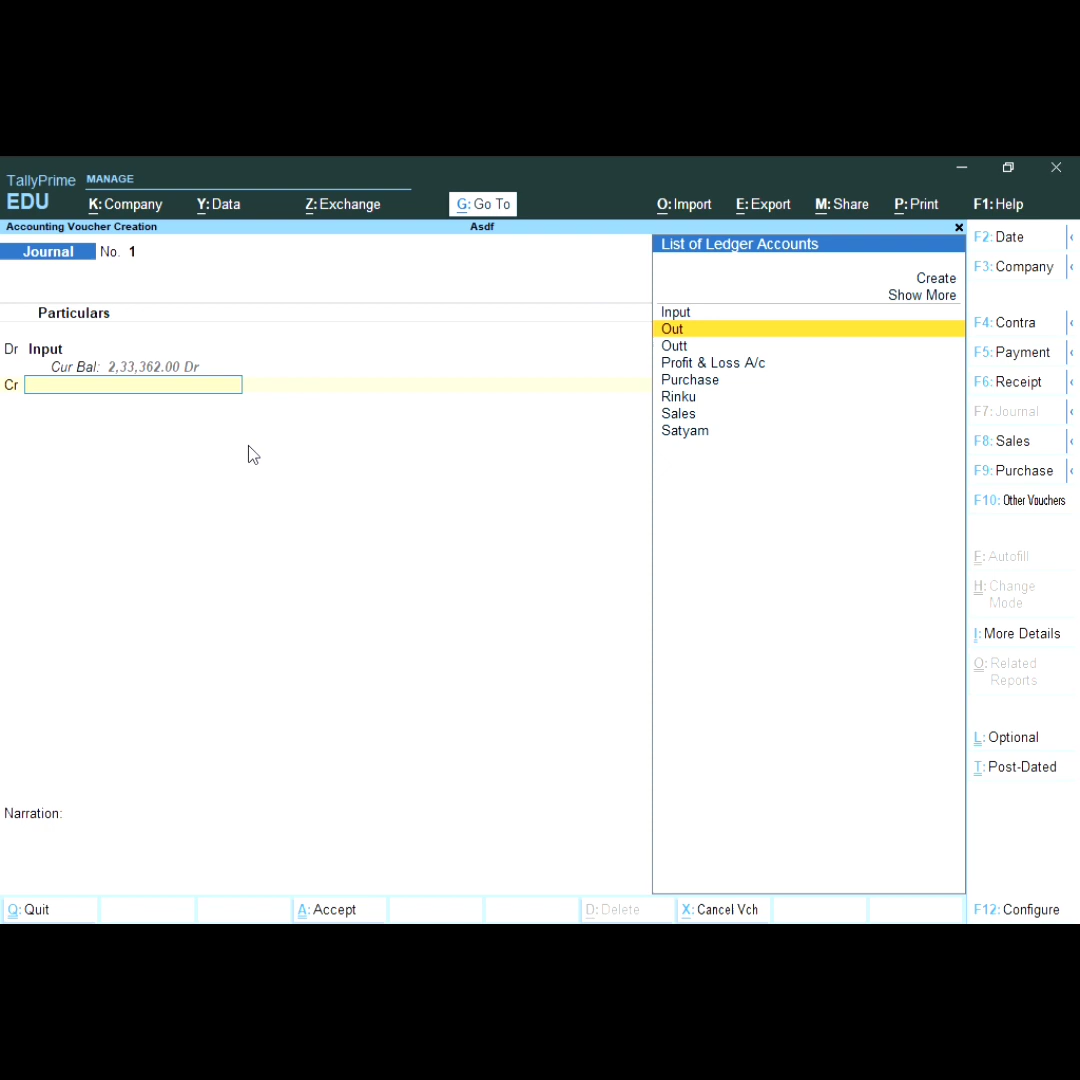 TallyPrime MANAGE
EDU K: Company Y: Data Z: Exchange G: Go To O: Import E: Export M: Share P: Print F1: Help
Accounting Voucher Creation Asdf
Journal No. 1
Particulars
Dr Input
Cur Bal: 2,33,362.00 Dr
Cr
Narration:
List of Ledger Accounts
Create
Show More
Input
Out
Outt
Profit & Loss A/c
Purchase
Rinku
Sales
Satyam
F2: Date
F3: Company
F4: Contra
F5: Payment
F6: Receipt
F7: Journal
F8: Sales
F9: Purchase
F10: Other Vouchers
F: Autofill
H: Change
Mode
I: More Details
O: Related
Reports
L: Optional
T: Post-Dated
Q: Quit A: Accept D: Delete X: Cancel Vch F12: Configure